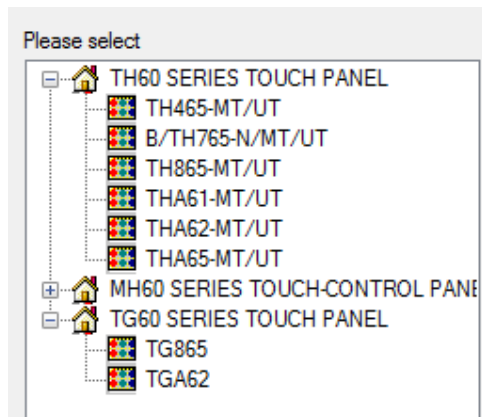 Please select
TH60 SERIES TOUCH PANEL
TH465-MT/UT
B/TH765-N/MT/UT
TH865-MT/UT
THA61-MT/UT
THA62-MT/UT
THA65-MT/UT
MH60 SERIES TOUCH-CONTROL PANE
TG60 SERIES TOUCH PANEL
TG865
TGA62